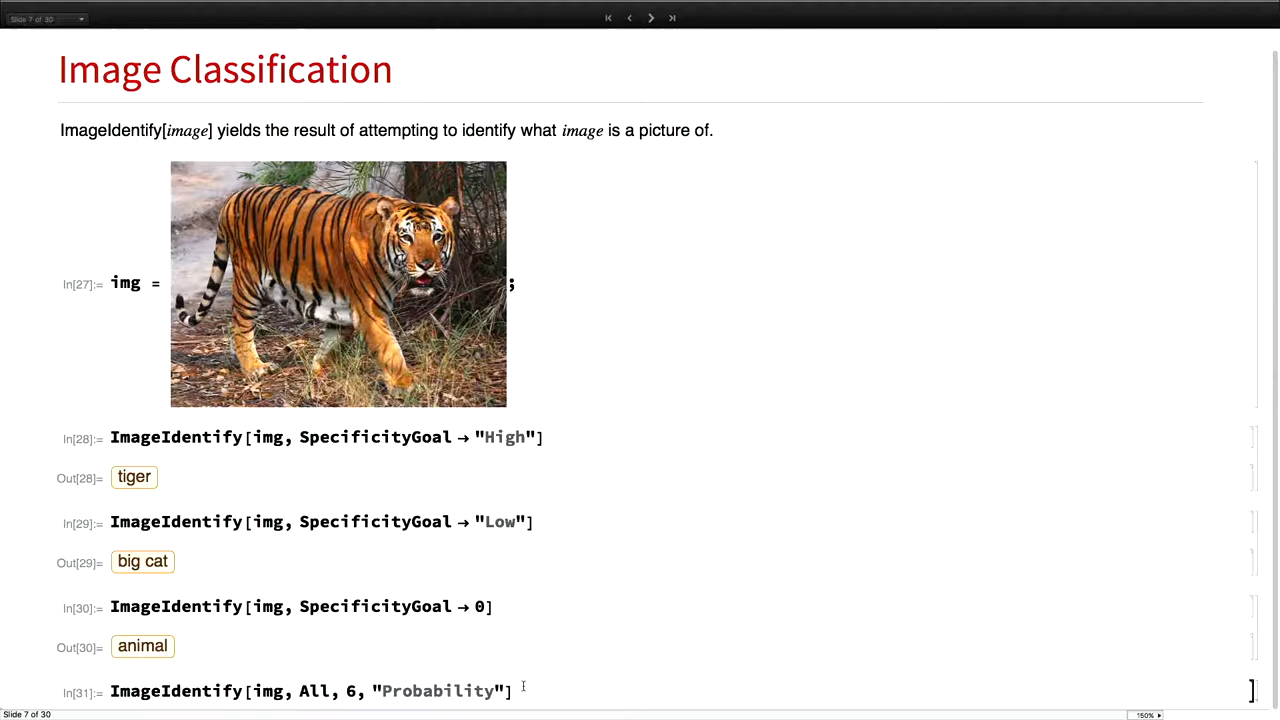 Slide 7 of 30
Image Classification
ImageIdentify[image] yields the result of attempting to identify what image is a picture of.
In[27]:= img = ;
In[28]:= ImageIdentify[img, SpecificityGoal → "High"]
Out[28]= tiger
In[29]:= ImageIdentify[img, SpecificityGoal → "Low"]
Out[29]= big cat
In[30]:= ImageIdentify[img, SpecificityGoal → 0]
Out[30]= animal
In[31]:= ImageIdentify[img, All, 6, "Probability"]
Slide 7 of 30
150%